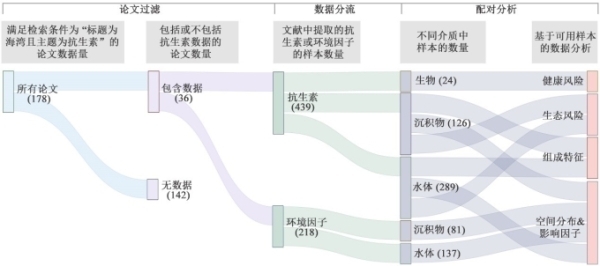 论文过滤
数据分流
配对分析
满足检索条件为“标题为
海湾且主题为抗生素”的
论文数据量
包括或不包括
抗生素数据的
论文数量
文献中提取的抗
生素或环境因子
的样本数量
不同介质中
样本的数量
基于可用样本
的数据分析
所有论文
(178)
包含数据
(36)
无数据
(142)
抗生素
(439)
环境因子
(218)
生物 (24)
沉积物 (126)
水体 (289)
沉积物 (81)
水体 (137)
健康风险
生态风险
组成特征
空间分布&
影响因子